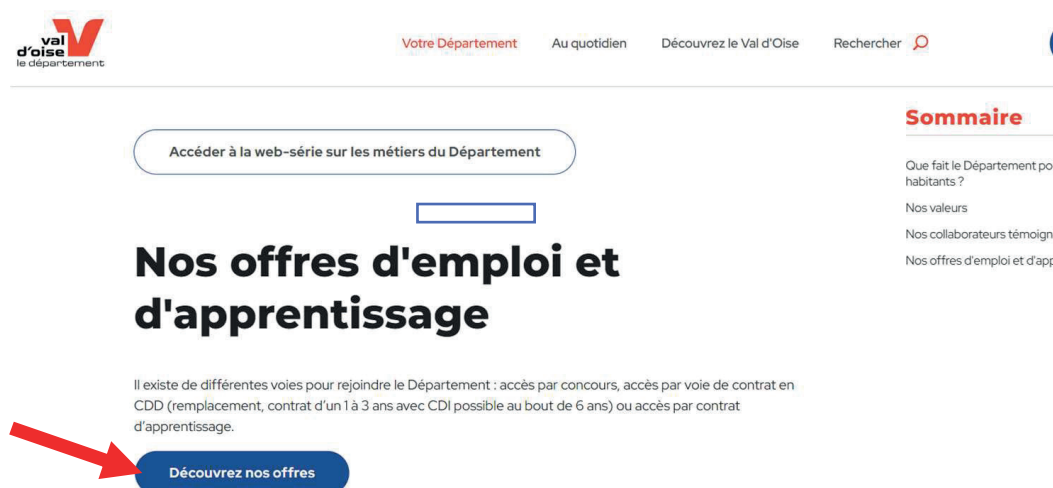 val
d'oise
le département
Votre Département Au quotidien Découvrez le Val d'Oise Rechercher
Accéder à la web-série sur les métiers du Département
Nos offres d'emploi et
d'apprentissage
Il existe de différentes voies pour rejoindre le Département : accès par concours, accès par voie de contrat en
CDD (remplacement, contrat d'un 1 à 3 ans avec CDI possible au bout de 6 ans) ou accès par contrat
d'apprentissage.
Découvrez nos offres
Sommaire
Que fait le Département
habitants ?
Nos valeurs
Nos collaborateurs
Nos offres d'emploi et